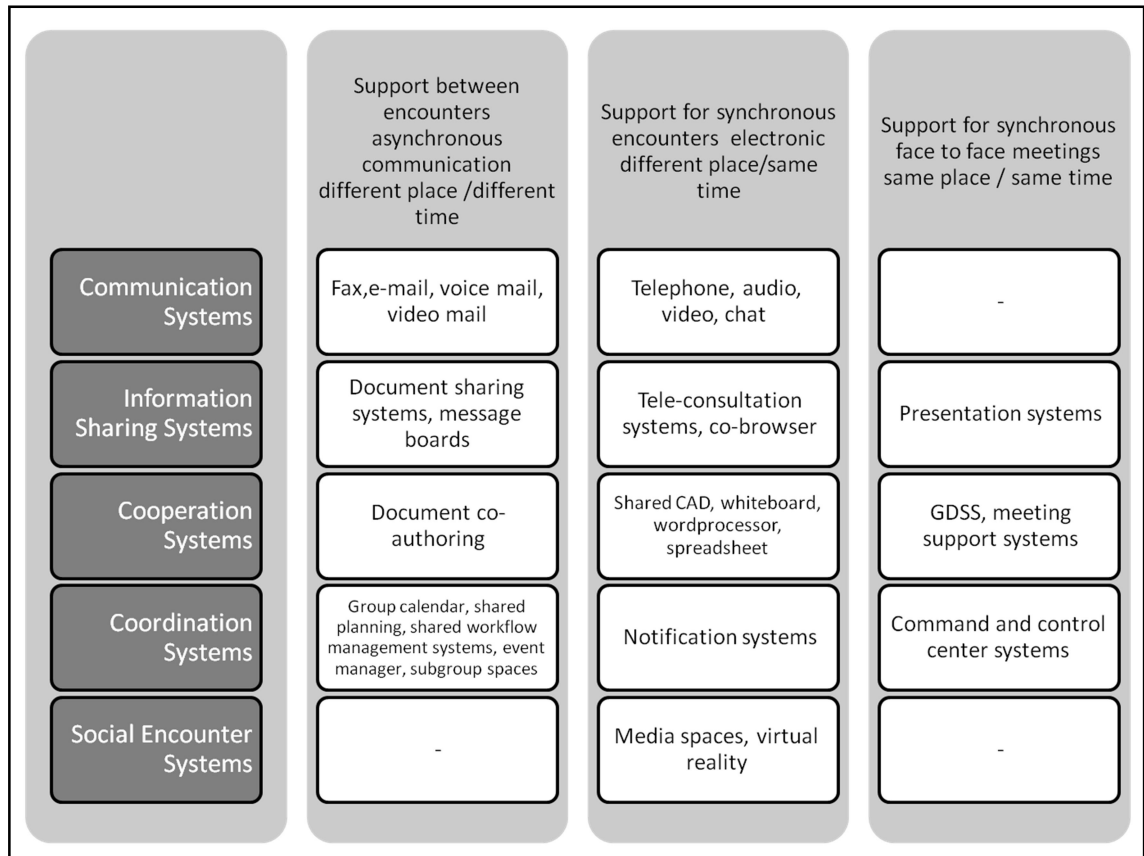 Support between
encounters
asynchronous
communication
different place /different
time
Support for synchronous
encounters electronic
different place/same
time
Support for synchronous
face to face meetings
same place / same time
Communication
Systems
Fax,e-mail, voice mail,
video mail
Telephone, audio,
video, chat
-
Information
Sharing Systems
Document sharing
systems, message
boards
Tele-consultation
systems, co-browser
Presentation systems
Cooperation
Systems
Document co-
authoring
Shared CAD, whiteboard,
wordprocessor,
spreadsheet
GDSS, meeting
support systems
Coordination
Systems
Group calendar, shared
planning, shared workflow
management systems, event
manager, subgroup spaces
Notification systems
Command and control
center systems
Social Encounter
Systems
-
Media spaces, virtual
reality
-